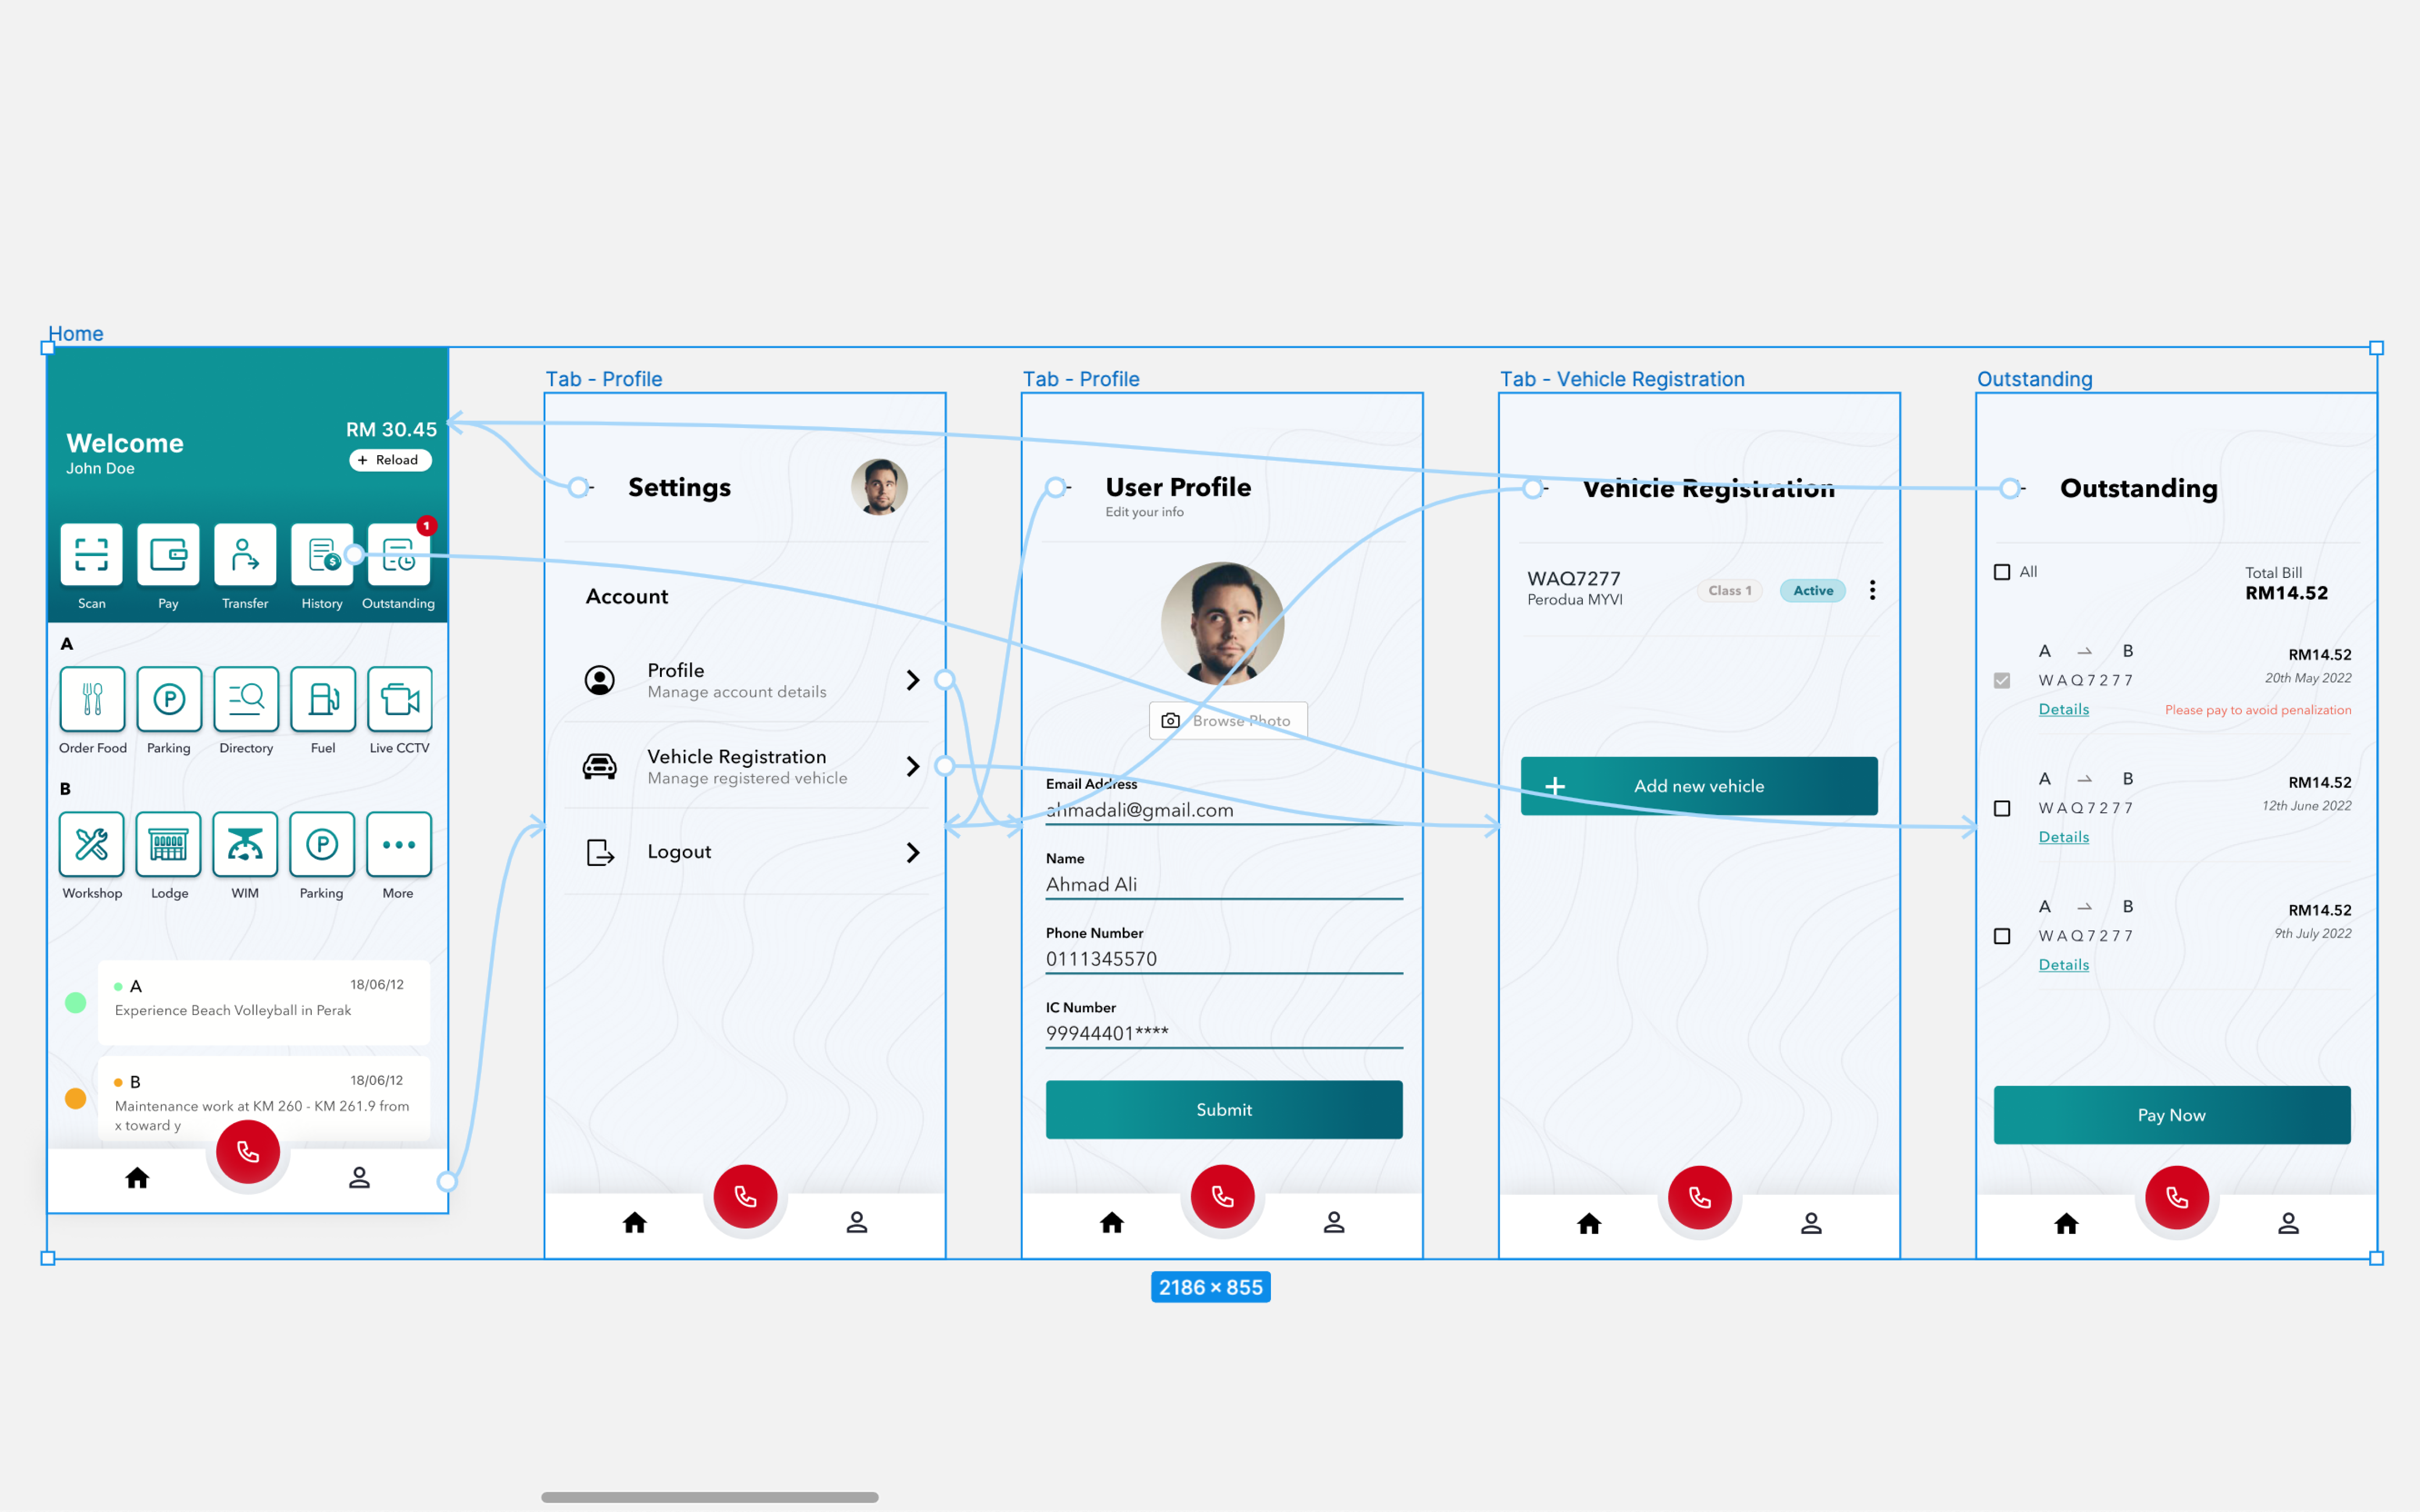 Home
Welcome
John Doe
RM 30.45
+ Reload
1
Scan
Pay
Transfer
History
Outstanding
A
Order Food
Parking
Directory
Fuel
Live CCTV
B
Workshop
Lodge
WIM
Parking
More
A
18/06/12
Experience Beach Volleyball in Perak
B
18/06/12
Maintenance work at KM 260 - KM 261.9 from
x toward y
Tab - Profile
Settings
Account
Profile
Manage account details
Vehicle Registration
Manage registered vehicle
Logout
Tab - Profile
User Profile
Edit your info
Browse Photo
Email Address
ahmadali@gmail.com
Name
Ahmad Ali
Phone Number
0111345570
IC Number
99944401****
Submit
Tab - Vehicle Registration
Vehicle Registration
WAQ7277
Perodua MYVI
Class 1
Active
+ Add new vehicle
Outstanding
Outstanding
All
Total Bill
RM14.52
A → B
RM14.52
WAQ7277
20th May 2022
Details
Please pay to avoid penalization
A → B
RM14.52
WAQ7277
12th June 2022
Details
A → B
RM14.52
WAQ7277
9th July 2022
Details
Pay Now
2186 × 855